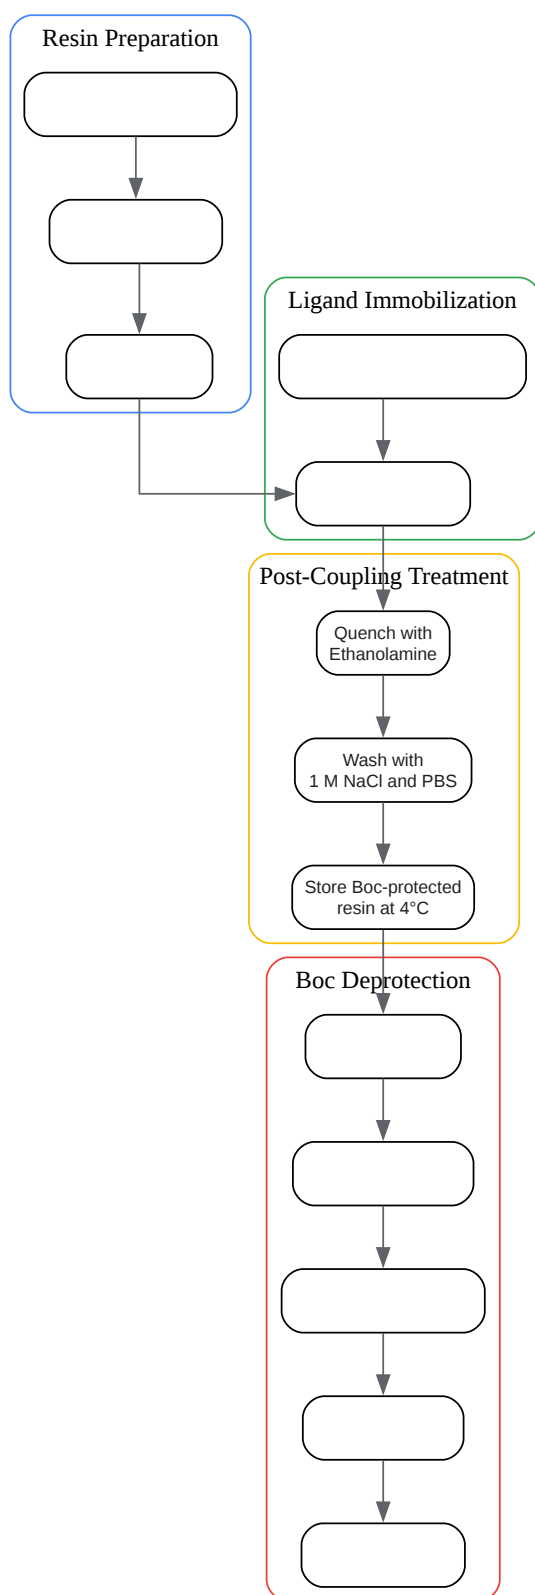 Resin Preparation
Ligand Immobilization
Post-Coupling Treatment
Quench with
Ethanolamine
Wash with
1 M NaCl and PBS
Store Boc-protected
resin at 4°C
Boc Deprotection